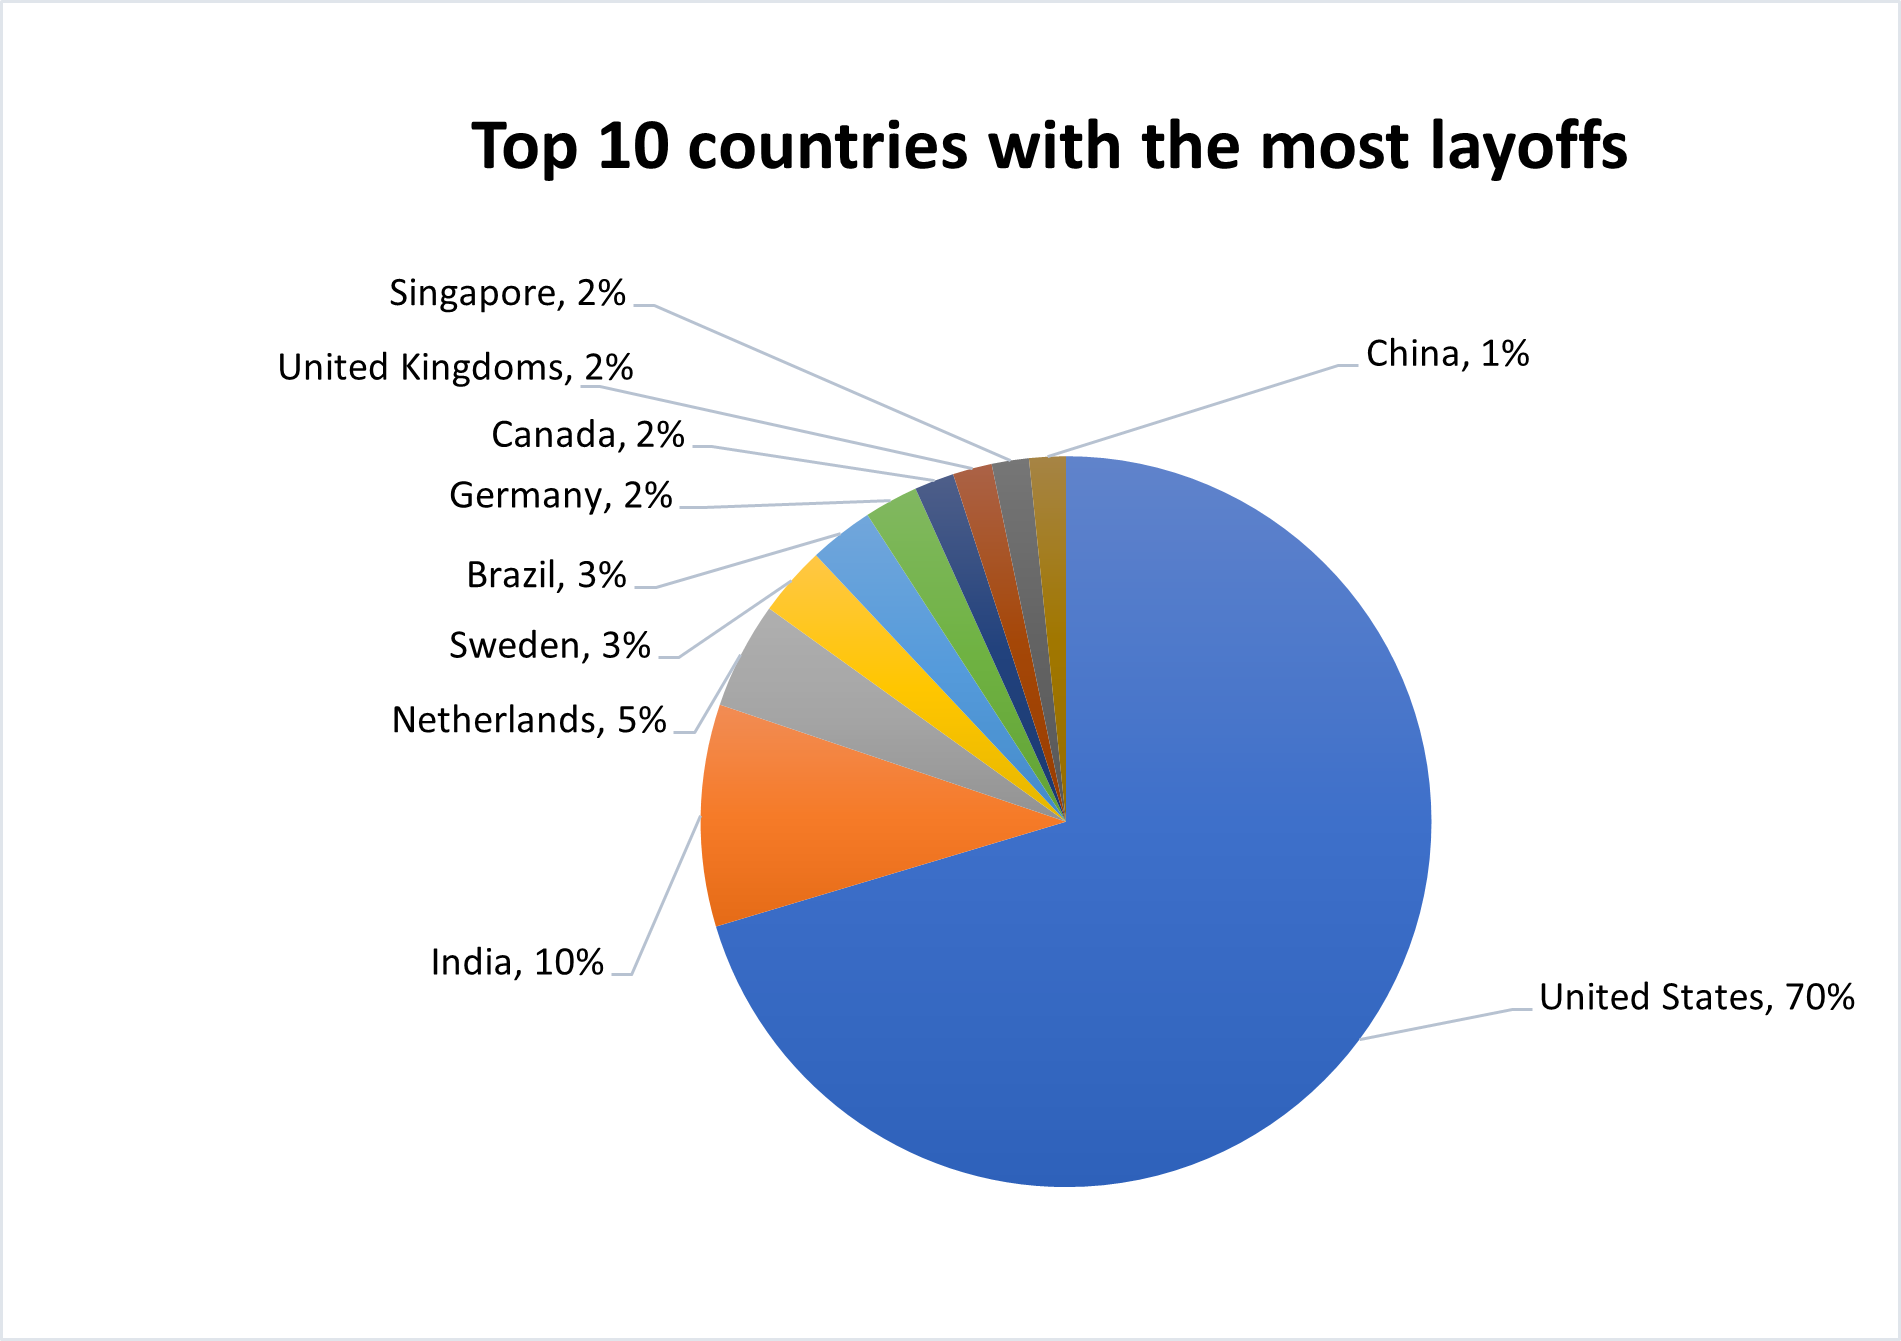 Top 10 countries with the most layoffs
Singapore, 2%
China, 1%
United Kingdoms, 2%
Canada, 2%
Germany, 2%
Brazil, 3%
Sweden, 3%
Netherlands, 5%
India, 10%
United States, 70%